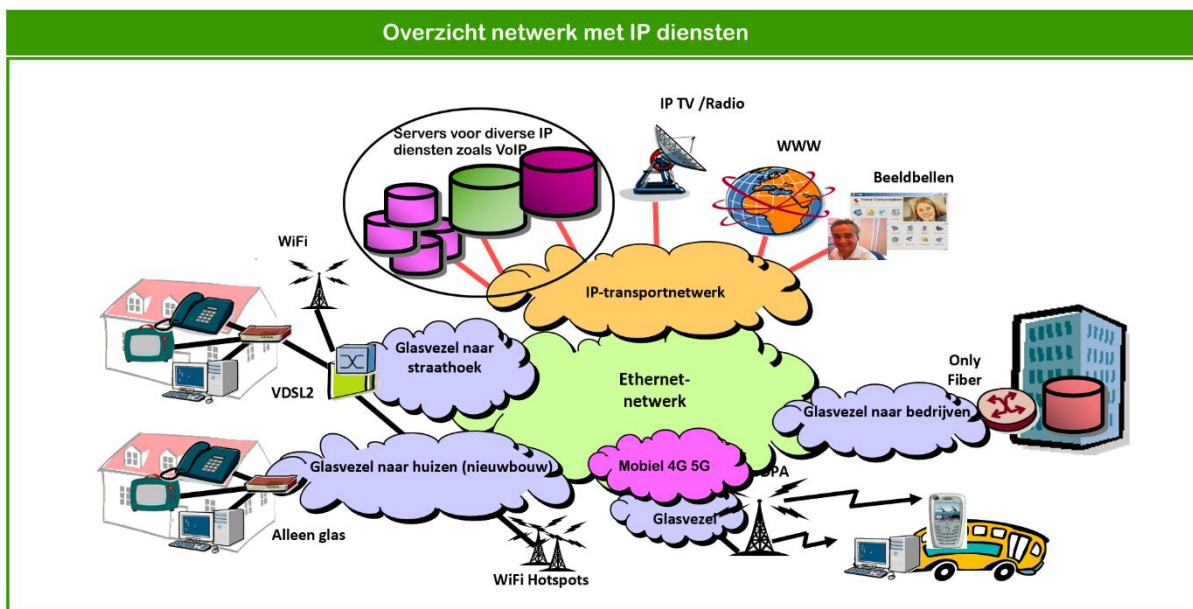 Overzicht netwerk met IP diensten
IP TV /Radio
Servers voor diverse IP
diensten zoals VoIP
WWW
Beeldbellen
WiFi
IP-transportnetwerk
Glasvezel naar
straathoek
VDSL2
Ethernet-
netwerk
Only
Fiber
Glasvezel naar bedrijven
Glasvezel naar huizen (nieuwbouw)
Mobiel 4G 5G
DPA
Glasvezel
Alleen glas
WiFi Hotspots